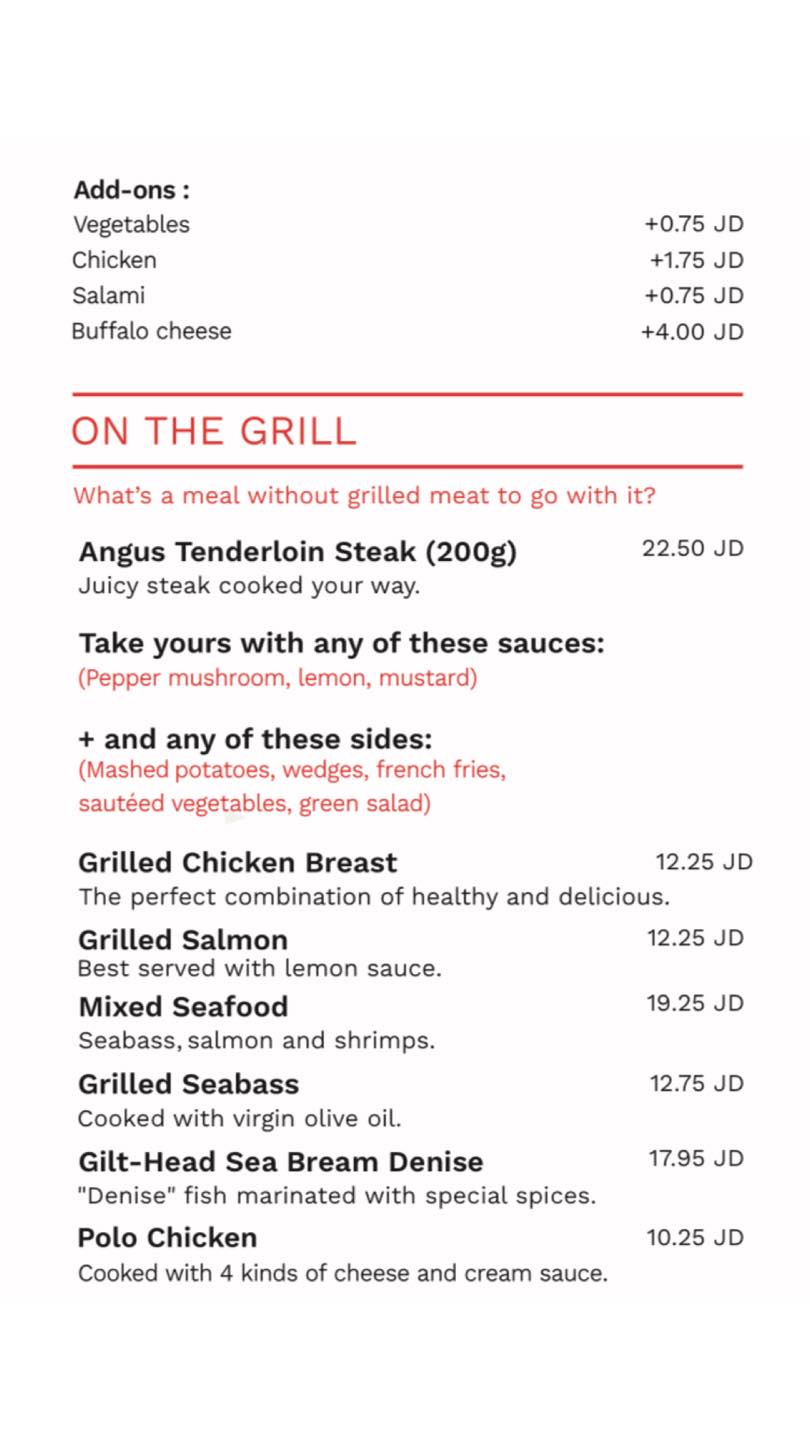 Add-ons :
Vegetables +0.75 JD
Chicken +1.75 JD
Salami +0.75 JD
Buffalo cheese +4.00 JD
ON THE GRILL
What's a meal without grilled meat to go with it?
Angus Tenderloin Steak (200g) 22.50 JD
Juicy steak cooked your way.
Take yours with any of these sauces:
(Pepper mushroom, lemon, mustard)
+ and any of these sides:
(Mashed potatoes, wedges, french fries,
sautéed vegetables, green salad)
Grilled Chicken Breast 12.25 JD
The perfect combination of healthy and delicious.
Grilled Salmon 12.25 JD
Best served with lemon sauce.
Mixed Seafood 19.25 JD
Seabass, salmon and shrimps.
Grilled Seabass 12.75 JD
Cooked with virgin olive oil.
Gilt-Head Sea Bream Denise 17.95 JD
"Denise" fish marinated with special spices.
Polo Chicken 10.25 JD
Cooked with 4 kinds of cheese and cream sauce.